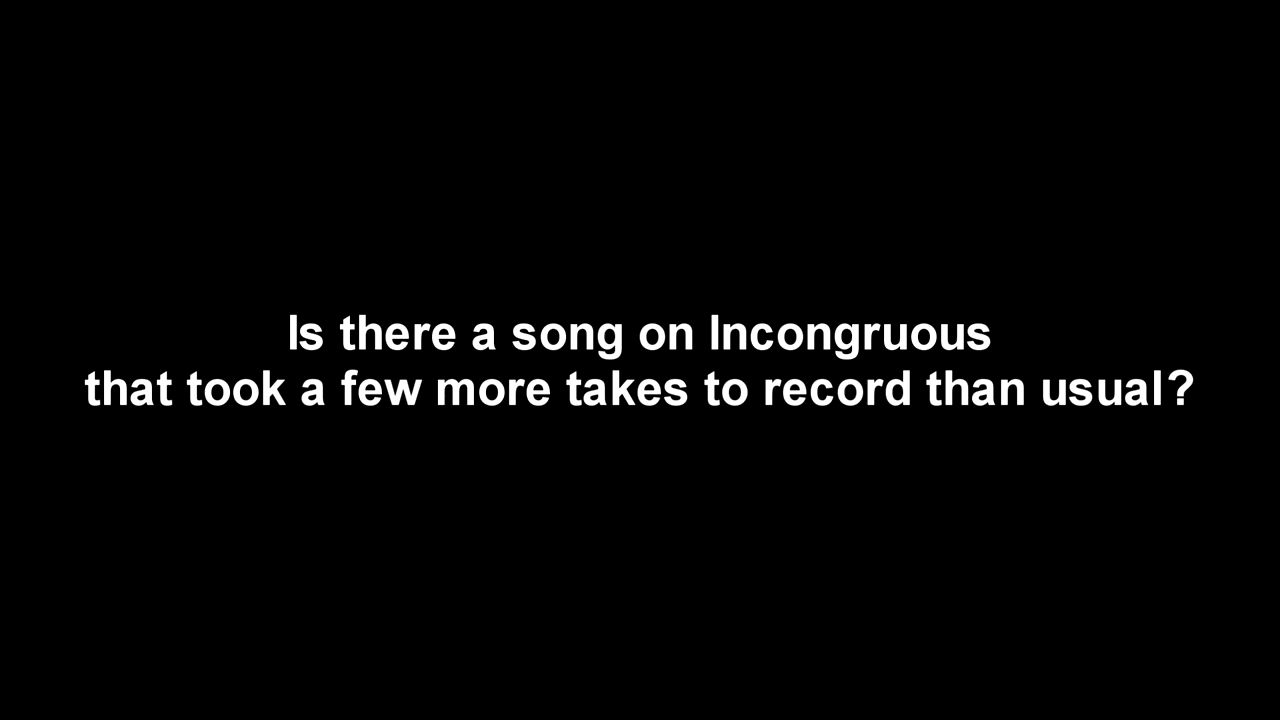 Is there a song on Incongruous
that took a few more takes to record than usual?